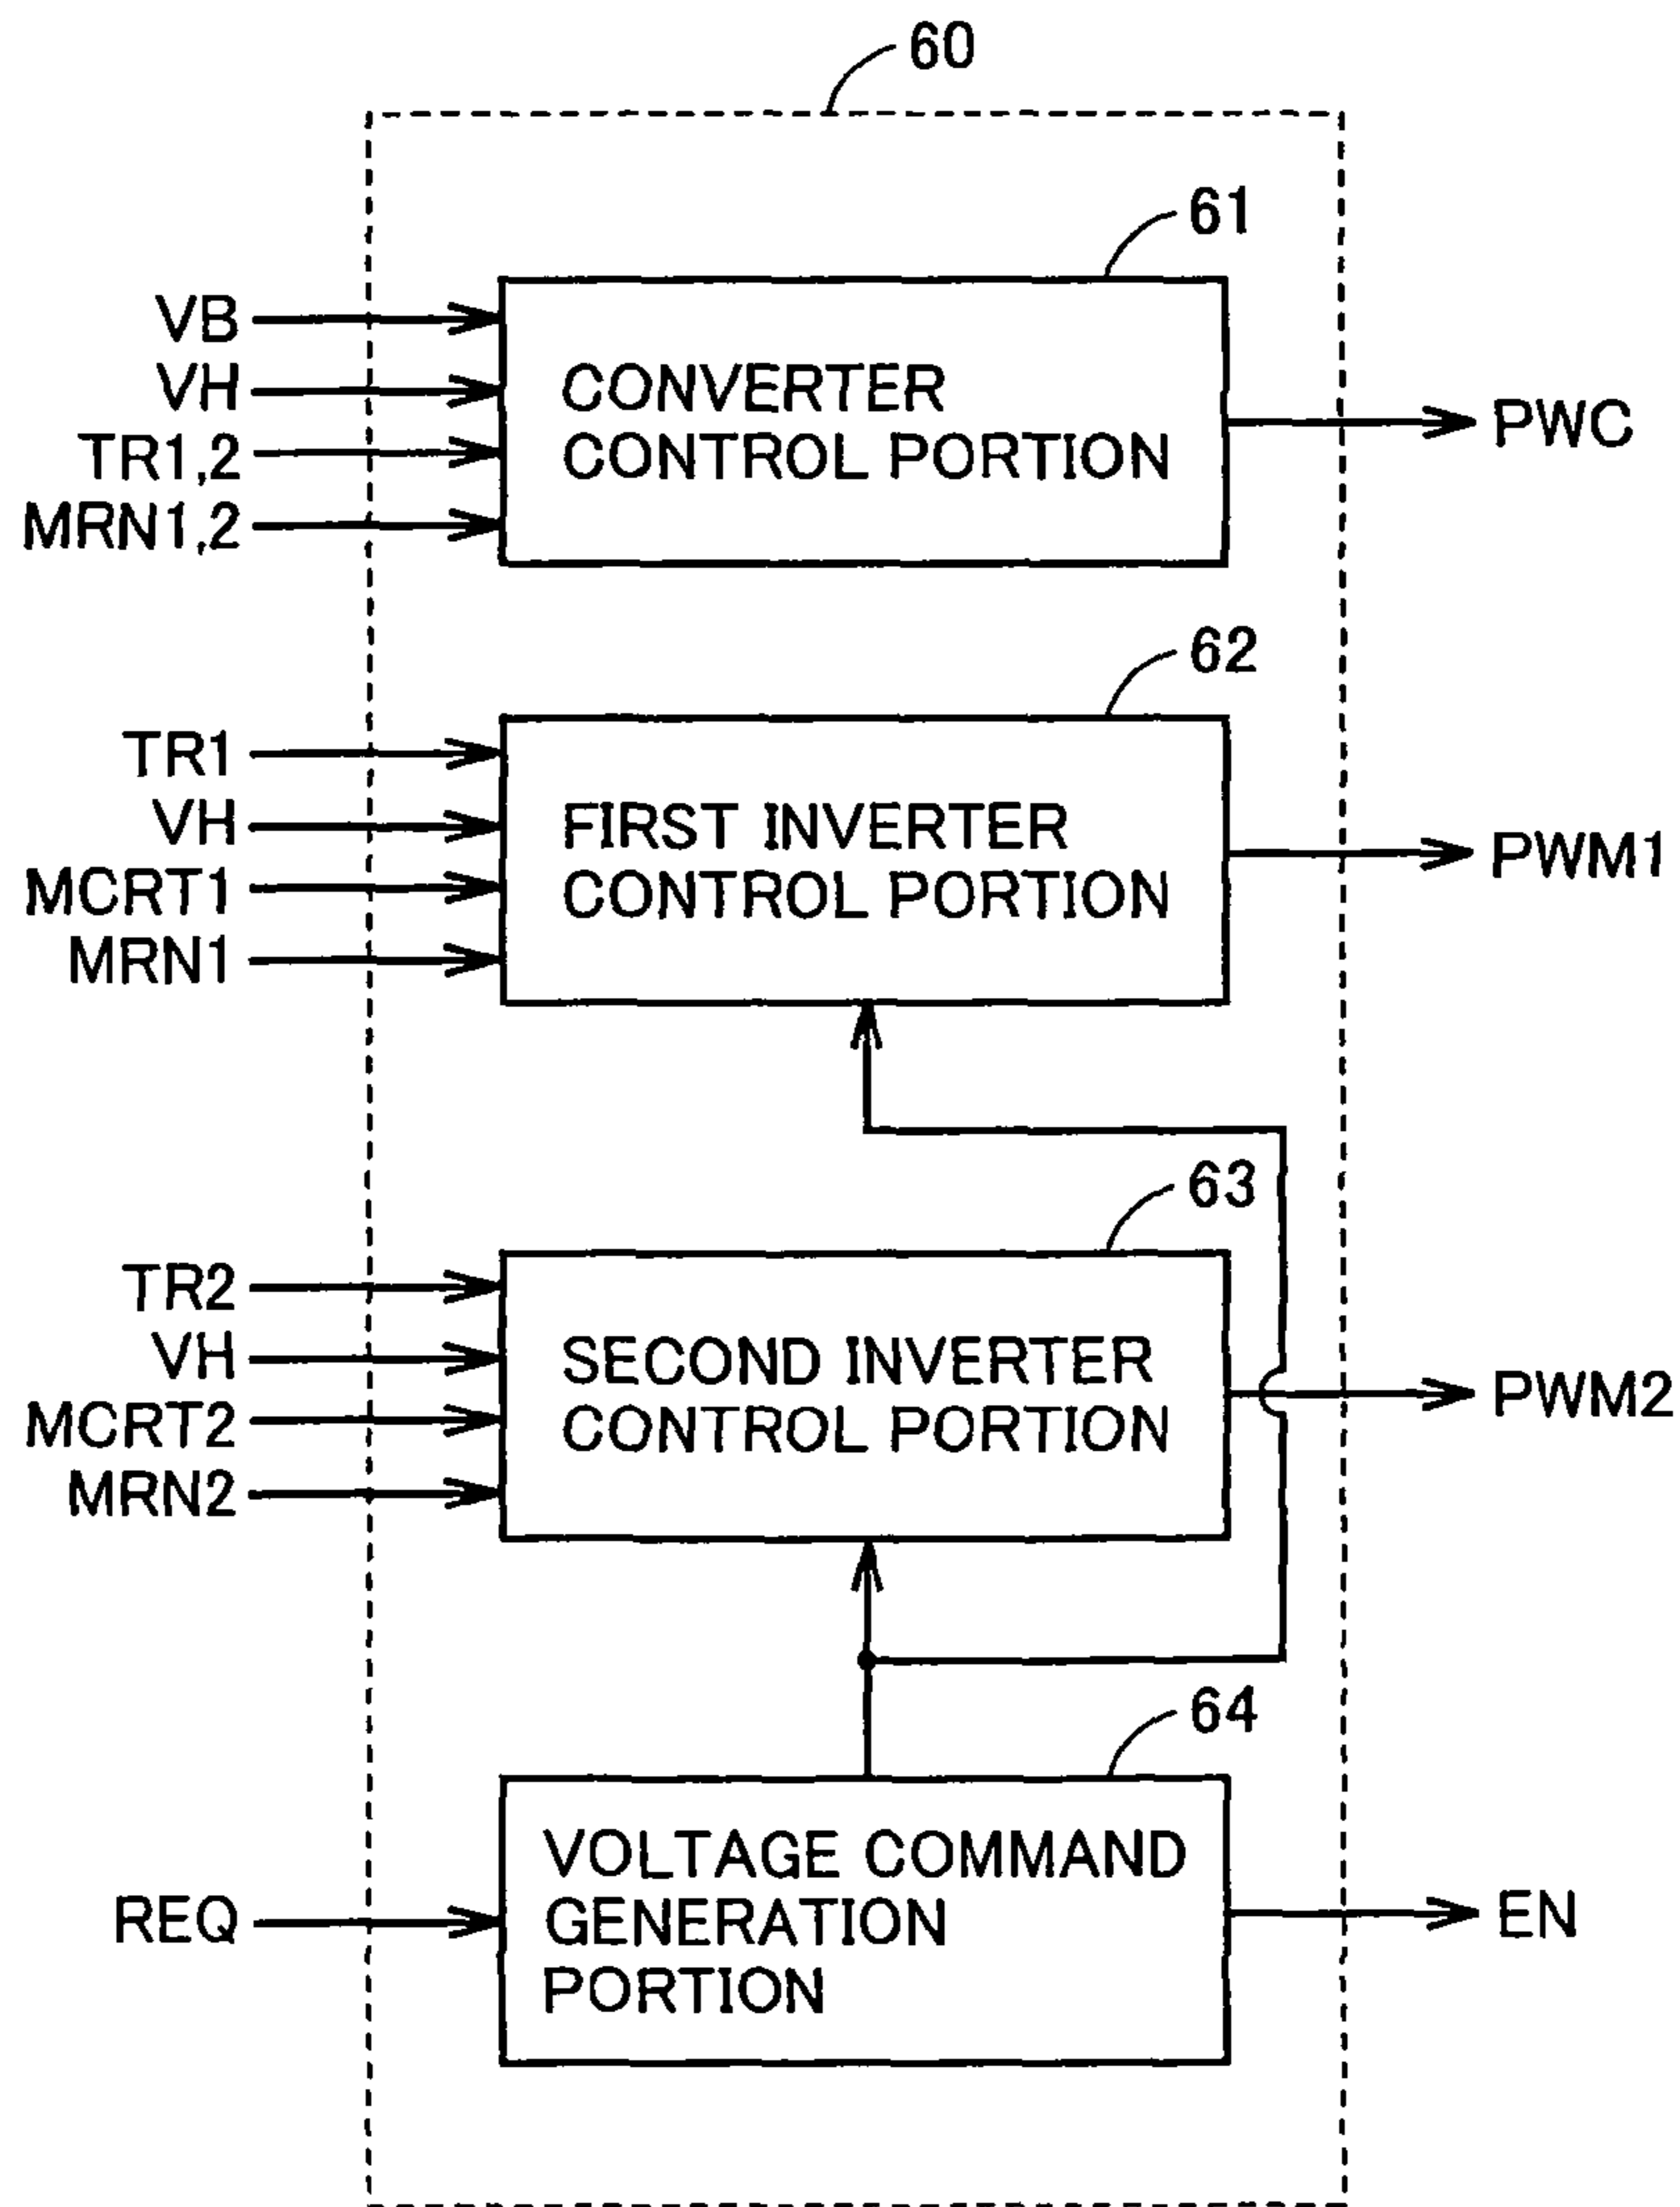 60
61
VB
VH
TR1,2
MRN1,2
CONVERTER
CONTROL PORTION
PWC
62
TR1
VH
MCRT1
MRN1
FIRST INVERTER
CONTROL PORTION
PWM1
63
TR2
VH
MCRT2
MRN2
SECOND INVERTER
CONTROL PORTION
PWM2
64
REQ
VOLTAGE COMMAND
GENERATION
PORTION
EN